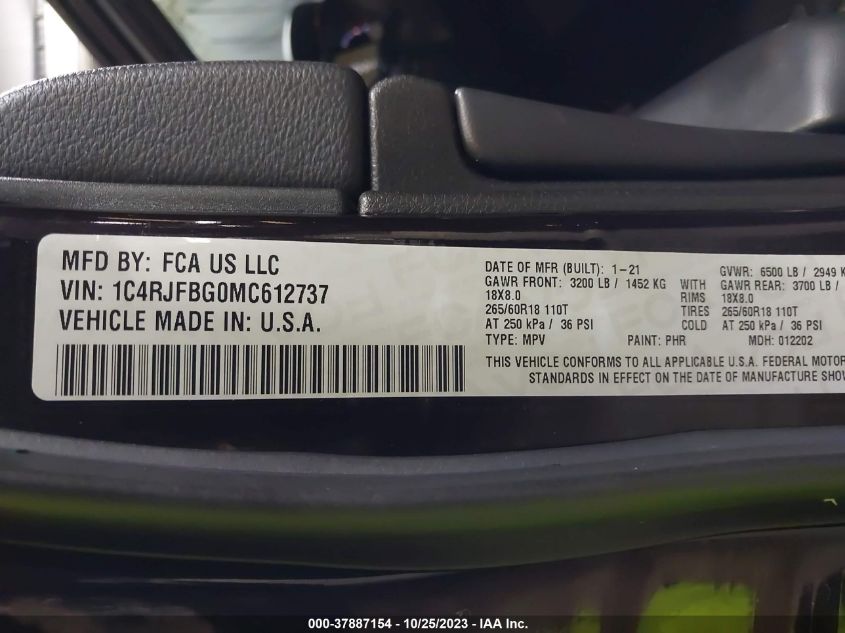 MFD BY: FCA US LLC
VIN: 1C4RJFBG0MC612737
VEHICLE MADE IN: U.S.A.
DATE OF MFR (BUILT): 1-21 GVWR: 6500 LB / 2949 K
GAWR FRONT: 3200 LB / 1452 KG WITH GAWR REAR: 3700 LB /
18X8.0 RIMS 18X8.0
265/60R18 110T TIRES 265/60R18 110T
AT 250 kPa / 36 PSI COLD AT 250 kPa / 36 PSI
TYPE: MPV PAINT: PHR MDH: 012202
THIS VEHICLE CONFORMS TO ALL APPLICABLE U.S.A. FEDERAL MOTOR
STANDARDS IN EFFECT ON THE DATE OF MANUFACTURE SHOW
000-37887154 - 10/25/2023 - IAA Inc.